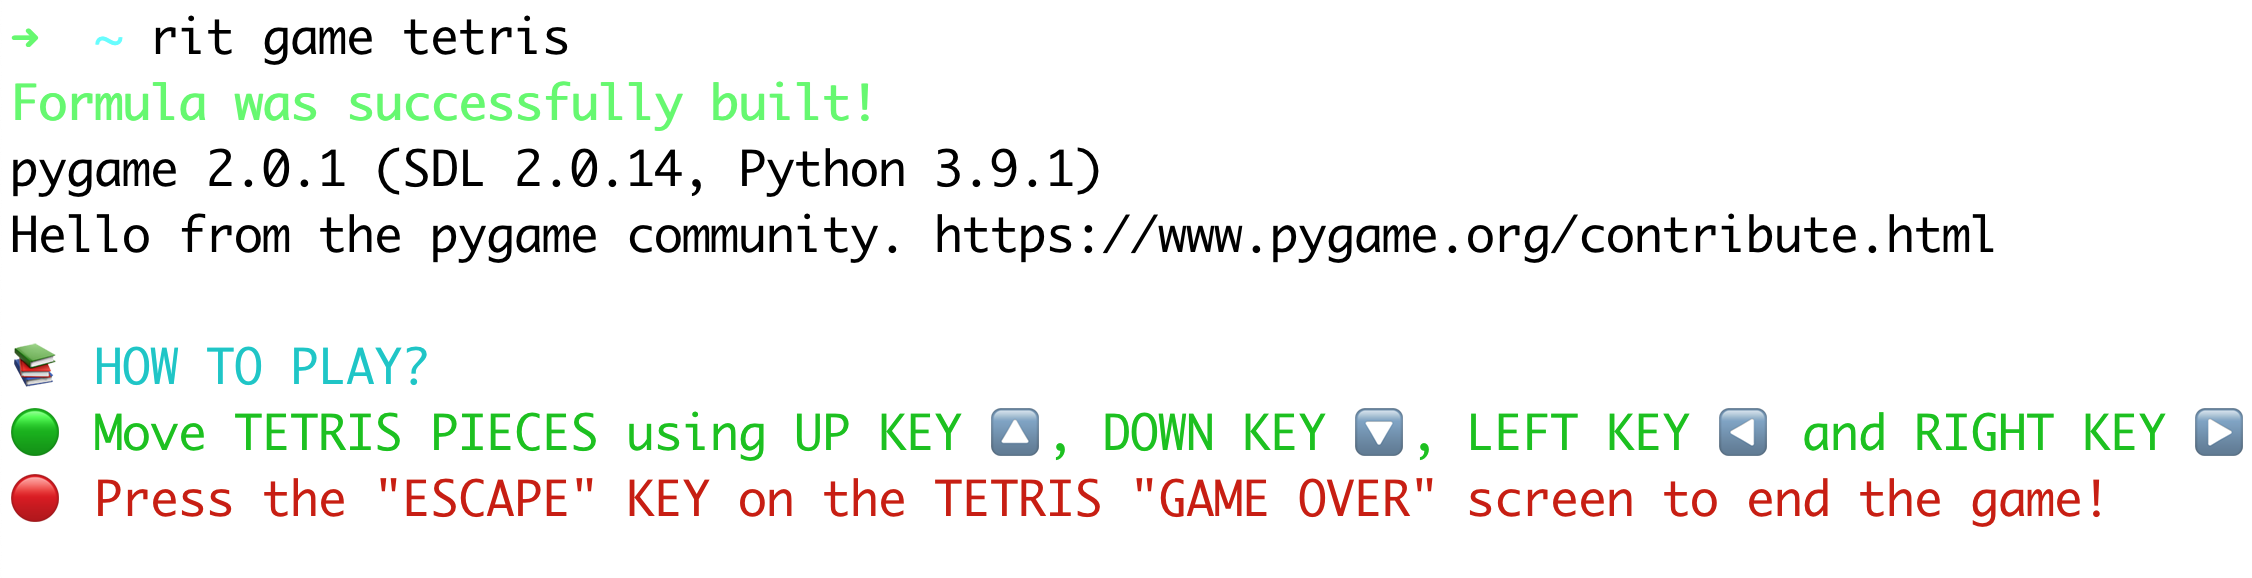 ➜  ~ rit game tetris
Formula was successfully built!
pygame 2.0.1 (SDL 2.0.14, Python 3.9.1)
Hello from the pygame community. https://www.pygame.org/contribute.html
📚 HOW TO PLAY?
🟢 Move TETRIS PIECES using UP KEY 🔼, DOWN KEY 🔽, LEFT KEY ◀️ and RIGHT KEY ▶️
🔴 Press the "ESCAPE" KEY on the TETRIS "GAME OVER" screen to end the game!